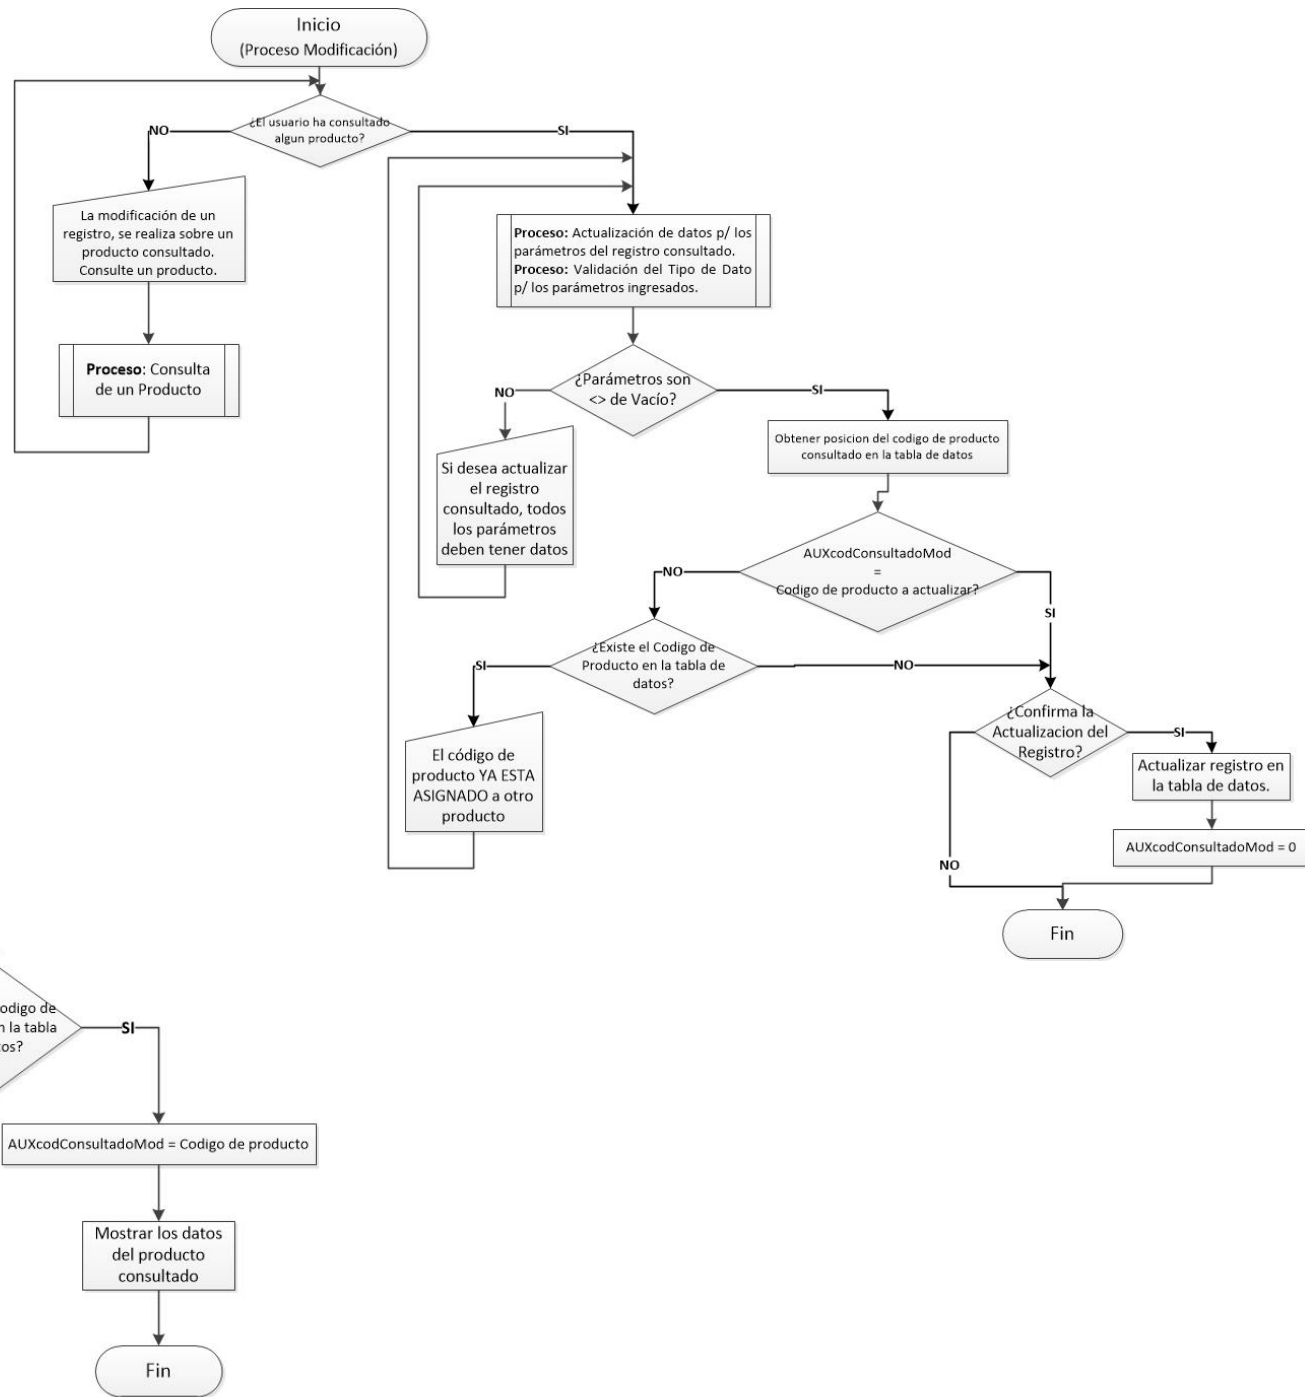 Inicio
(Proceso Modificación)
¿El usuario ha consultado
algun producto?
NO
SI
La modificación de un
registro, se realiza sobre un
producto consultado.
Consulte un producto.
Proceso: Consulta
de un Producto
Proceso: Actualización de datos p/ los
parámetros del registro consultado.
Proceso: Validación del Tipo de Dato
p/ los parámetros ingresados.
¿Parámetros son
<> de Vacío?
NO
SI
Si desea actualizar
el registro
consultado, todos
los parámetros
deben tener datos
Obtener posicion del codigo de producto
consultado en la tabla de datos
AUXcodConsultadoMod
=
Codigo de producto a actualizar?
NO
SI
¿Existe el Codigo de
Producto en la tabla de
datos?
SI
NO
El código de
producto YA ESTA
ASIGNADO a otro
producto
¿Confirma la
Actualizacion del
Registro?
SI
NO
Actualizar registro en
la tabla de datos.
AUXcodConsultadoMod = 0
Fin
odigo de
n la tabla
os?
SI
AUXcodConsultadoMod = Codigo de producto
Mostrar los datos
del producto
consultado
Fin